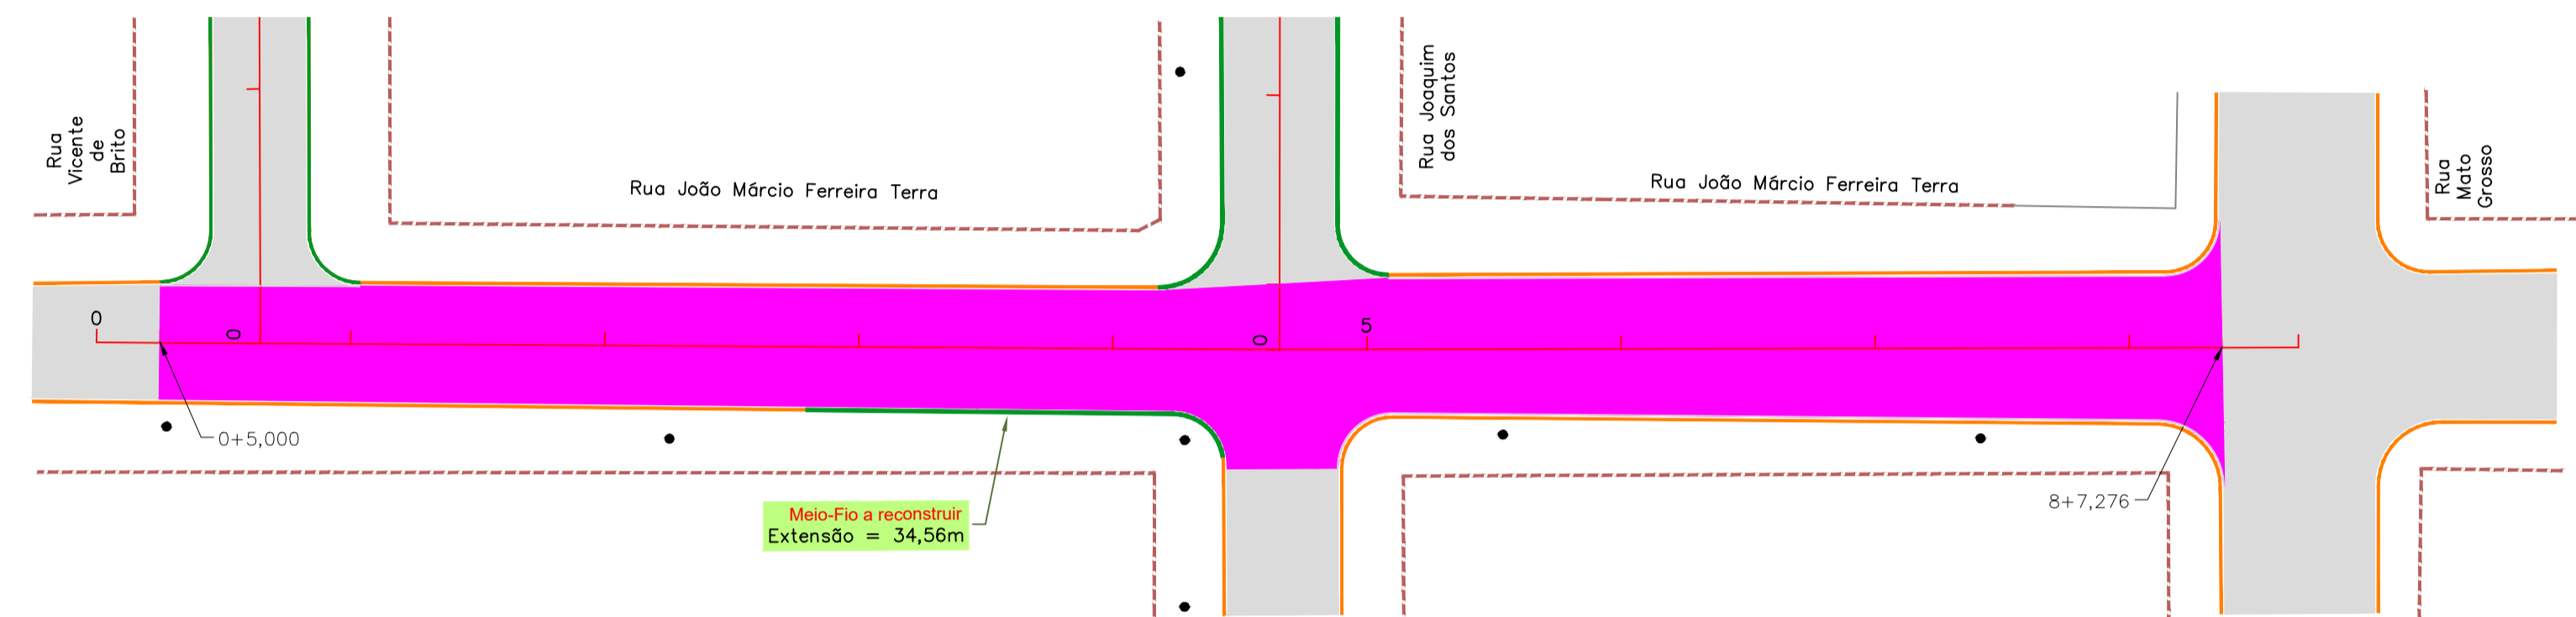 Rua
Vicente
de
Brito
Rua João Márcio Ferreira Terra
Rua Joaquim
dos Santos
Rua João Márcio Ferreira Terra
Rua
Mato
Grosso
0
0
0
5
0+5,000
8+7,276
Meio-Fio a reconstruir
Extensão = 34,56m